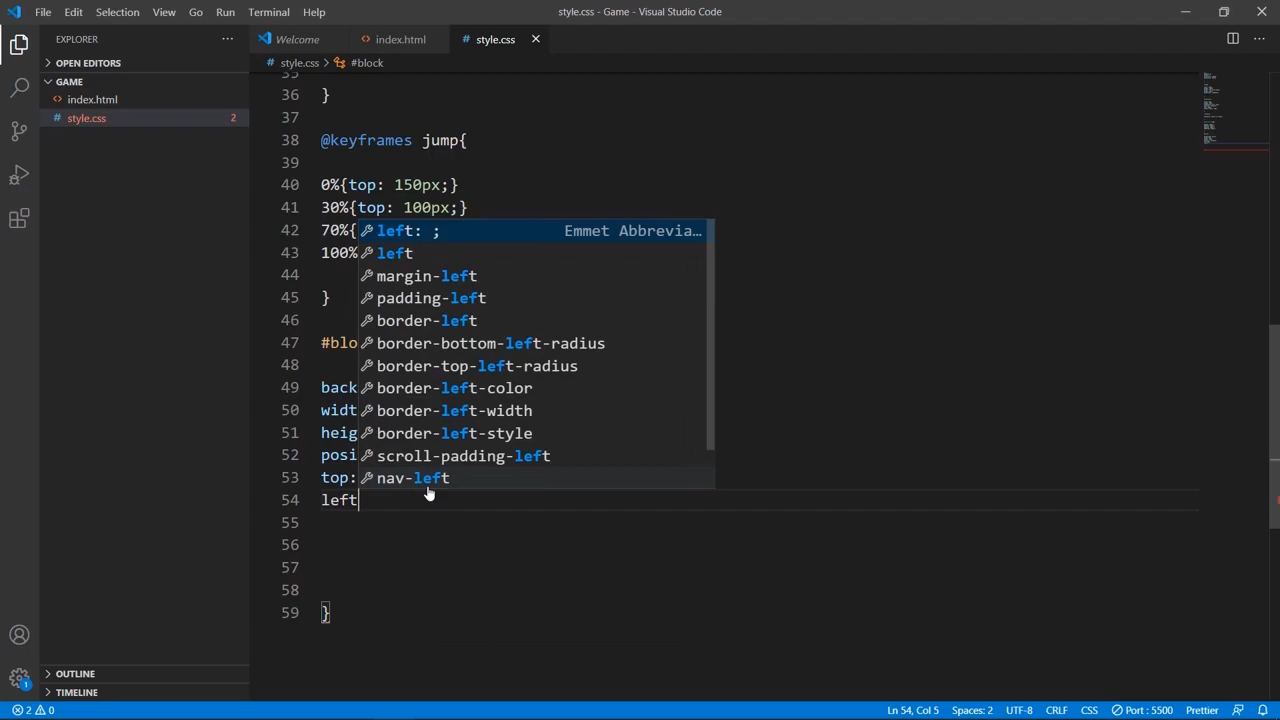 File Edit Selection View Go Run Terminal Help
style.css - Game - Visual Studio Code
EXPLORER
Welcome
index.html
style.css
OPEN EDITORS
style.css > #block
GAME
index.html
style.css 2
35
36 }
37
38 @keyframes jump{
39
40 0%{top: 150px;}
41 30%{top: 100px;}
42 70%{
43 100%
44
45 }
46
47 #blo
48
49 back
50 widt
51 heig
52 posi
53 top:
54 left
55
56
57
58
59 }
left: ; Emmet Abbrevia...
left
margin-left
padding-left
border-left
border-bottom-left-radius
border-top-left-radius
border-left-color
border-left-width
border-left-style
scroll-padding-left
nav-left
1
OUTLINE
TIMELINE
2 0
Ln 54, Col 5 Spaces: 2 UTF-8 CRLF CSS Port : 5500 Prettier